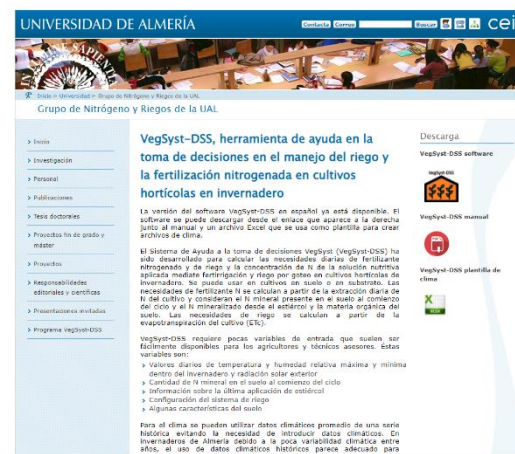 UNIVERSIDAD DE ALMERÍA
Contacta Correo Buscar
cei
Inicio > Universidad > Grupo de Nitrógeno y Riegos de la UAL
Grupo de Nitrógeno y Riegos de la UAL
> Inicio
> Investigación
> Personal
> Publicaciones
> Tesis doctorales
> Proyectos fin de grado y
máster
> Proyectos
> Responsabilidades
editoriales y científicas
> Presentaciones invitadas
> Programa VegSyst-DSS
VegSyst-DSS, herramienta de ayuda en la
toma de decisiones en el manejo del riego y
la fertilización nitrogenada en cultivos
hortícolas en invernadero
La versión del software VegSyst-DSS en español ya está disponible. El
software se puede descargar desde el enlace que aparece a la derecha
junto al manual y un archivo Excel que se usa como plantilla para crear
archivos de clima.
El Sistema de Ayuda a la toma de decisiones VegSyst (VegSyst-DSS) ha
sido desarrollado para calcular las necesidades diarias de fertilizante
nitrogenado y de riego y la concentración de N de la solución nutritiva
aplicada mediante fertirrigación y riego por goteo en cultivos hortícolas de
invernadero. Se puede usar en cultivos en suelo o en substrato. Las
necesidades de fertilizante N se calculan a partir de la extracción diaria de
N del cultivo y consideran el N mineral presente en el suelo al comienzo
del ciclo y el N mineralizado desde el estiércol y la materia orgánica del
suelo. Las necesidades de riego se calculan a partir de la
evapotranspiración del cultivo (ETc).
VegSyst-DSS requiere pocas variables de entrada que suelen ser
fácilmente disponibles para los agricultores y técnicos asesores. Éstas
variables son:
> Valores diarios de temperatura y humedad relativa máxima y mínima
dentro del invernadero y radiación solar exterior
> Cantidad de N mineral en el suelo al comienzo del ciclo
> Información sobre la última aplicación de estiércol
> Configuración del sistema de riego
> Algunas características del suelo
Para el clima se pueden utilizar datos climáticos promedio de una serie
histórica evitando la necesidad de introducir datos climáticos. En
invernaderos de Almería debido a la poca variabilidad climática entre
años, el uso de datos climáticos históricos parece adecuado para
Descarga
VegSyst-DSS software
VegSyst-DSS
VegSyst-DSS manual
VegSyst-DSS plantilla de
clima
X
XLSX